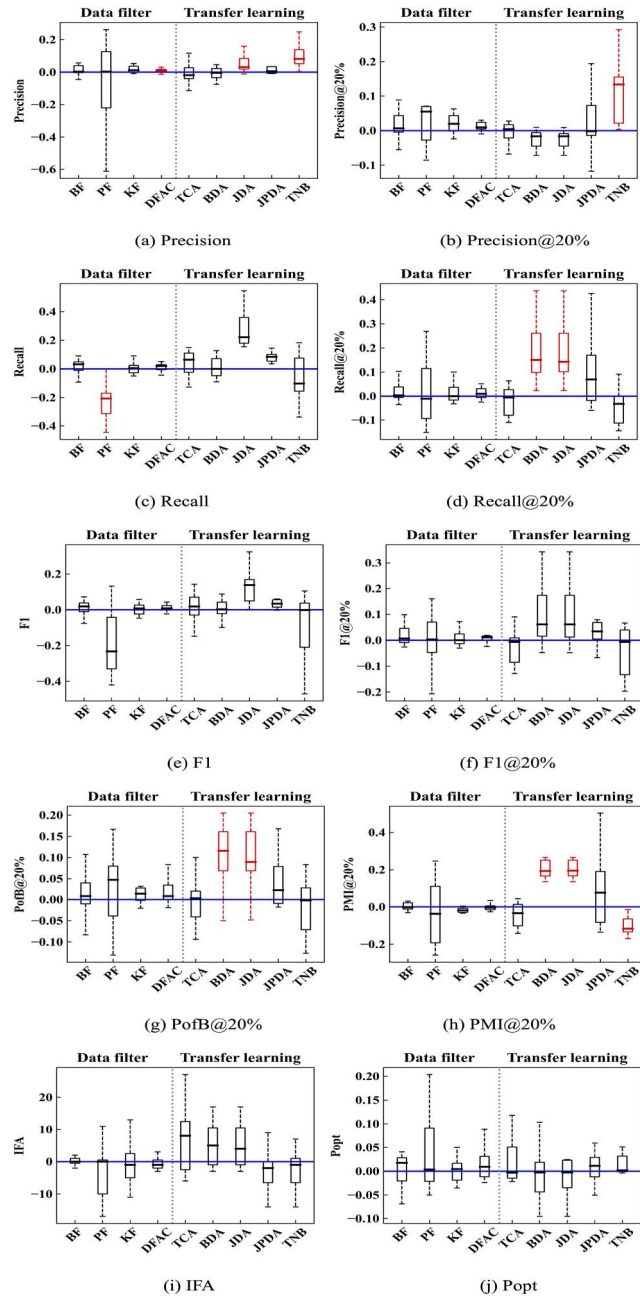 Data filter Transfer learning
Precision
0.2
0.0
−0.2
−0.4
−0.6
BF PF KF DFAC TCA BDA JDA JPDA TNB
(a) Precision
Data filter Transfer learning
Precision@20%
0.3
0.2
0.1
0.0
−0.1
BF PF KF DFAC TCA BDA JDA JPDA TNB
(b) Precision@20%
Data filter Transfer learning
Recall
0.4
0.2
0.0
−0.2
−0.4
BF PF KF DFAC TCA BDA JDA JPDA TNB
(c) Recall
Data filter Transfer learning
Recall@20%
0.4
0.3
0.2
0.1
0.0
−0.1
BF PF KF DFAC TCA BDA JDA JPDA TNB
(d) Recall@20%
Data filter Transfer learning
F1
0.2
0.0
−0.2
−0.4
BF PF KF DFAC TCA BDA JDA JPDA TNB
(e) F1
Data filter Transfer learning
F1@20%
0.3
0.2
0.1
0.0
−0.1
−0.2
BF PF KF DFAC TCA BDA JDA JPDA TNB
(f) F1@20%
Data filter Transfer learning
PofB@20%
0.20
0.15
0.10
0.05
0.00
−0.05
−0.10
BF PF KF DFAC TCA BDA JDA JPDA TNB
(g) PofB@20%
Data filter Transfer learning
PMI@20%
0.4
0.2
0.0
−0.2
BF PF KF DFAC TCA BDA JDA JPDA TNB
(h) PMI@20%
Data filter Transfer learning
IFA
20
10
0
−10
BF PF KF DFAC TCA BDA JDA JPDA TNB
(i) IFA
Data filter Transfer learning
Popt
0.20
0.15
0.10
0.05
0.00
−0.05
−0.10
BF PF KF DFAC TCA BDA JDA JPDA TNB
(j) Popt